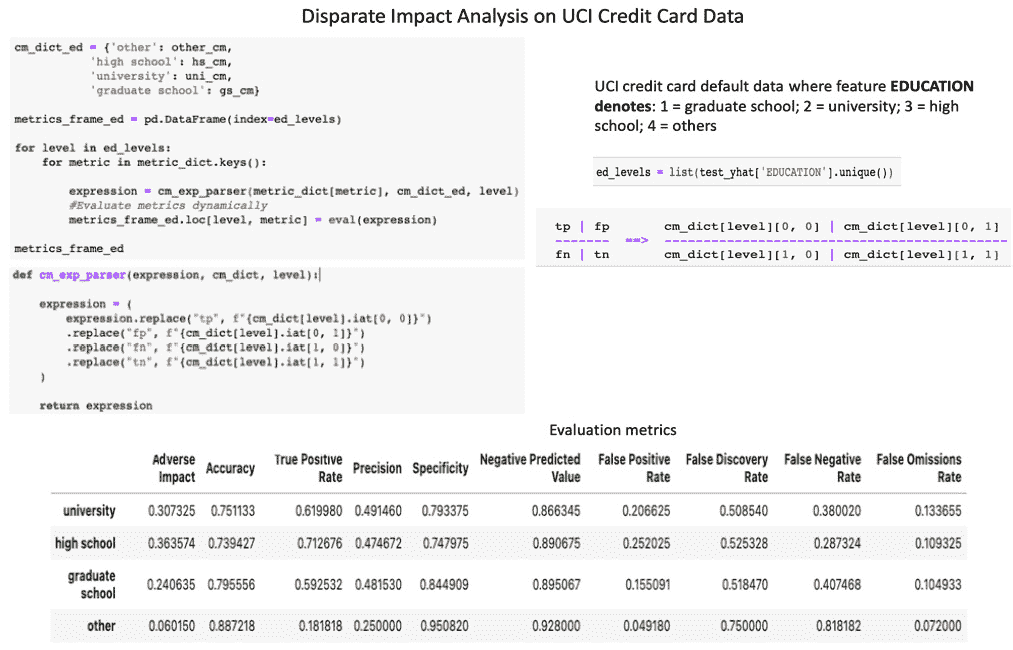 Disparate Impact Analysis on UCI Credit Card Data
cm_dict_ed = {'other': other_cm,
'high school': hs_cm,
'university': uni_cm,
'graduate school': gs_cm}
metrics_frame_ed = pd.DataFrame(index=ed_levels)
for level in ed_levels:
for metric in metric_dict.keys():
expression = cm_exp_parser(metric_dict[metric], cm_dict_ed, level)
#Evaluate metrics dynamically
metrics_frame_ed.loc[level, metric] = eval(expression)
metrics_frame_ed
def cm_exp_parser(expression, cm_dict, level):
expression = (
expression.replace("tp", f"{cm_dict[level].iat[0, 0]}")
.replace("fp", f"{cm_dict[level].iat[0, 1]}")
.replace("fn", f"{cm_dict[level].iat[1, 0]}")
.replace("tn", f"{cm_dict[level].iat[1, 1]}")
)
return expression
UCI credit card default data where feature EDUCATION
denotes: 1 = graduate school; 2 = university; 3 = high
school; 4 = others
ed_levels = list(test_yhat['EDUCATION'].unique())
tp | fp cm_dict[level][0, 0] | cm_dict[level][0, 1]
------- ==> -------------------------------------------
fn | tn cm_dict[level][1, 0] | cm_dict[level][1, 1]
Evaluation metrics
Adverse Impact Accuracy True Positive Rate Precision Specificity Negative Predicted Value False Positive Rate False Discovery Rate False Negative Rate False Omissions Rate
university 0.307325 0.751133 0.619980 0.491460 0.793375 0.866345 0.206625 0.508540 0.380020 0.133655
high school 0.363574 0.739427 0.712676 0.474672 0.747975 0.890675 0.252025 0.525328 0.287324 0.109325
graduate school 0.240635 0.795556 0.592532 0.481530 0.844909 0.895067 0.155091 0.518470 0.407468 0.104933
other 0.060150 0.887218 0.181818 0.250000 0.950820 0.928000 0.049180 0.750000 0.818182 0.072000